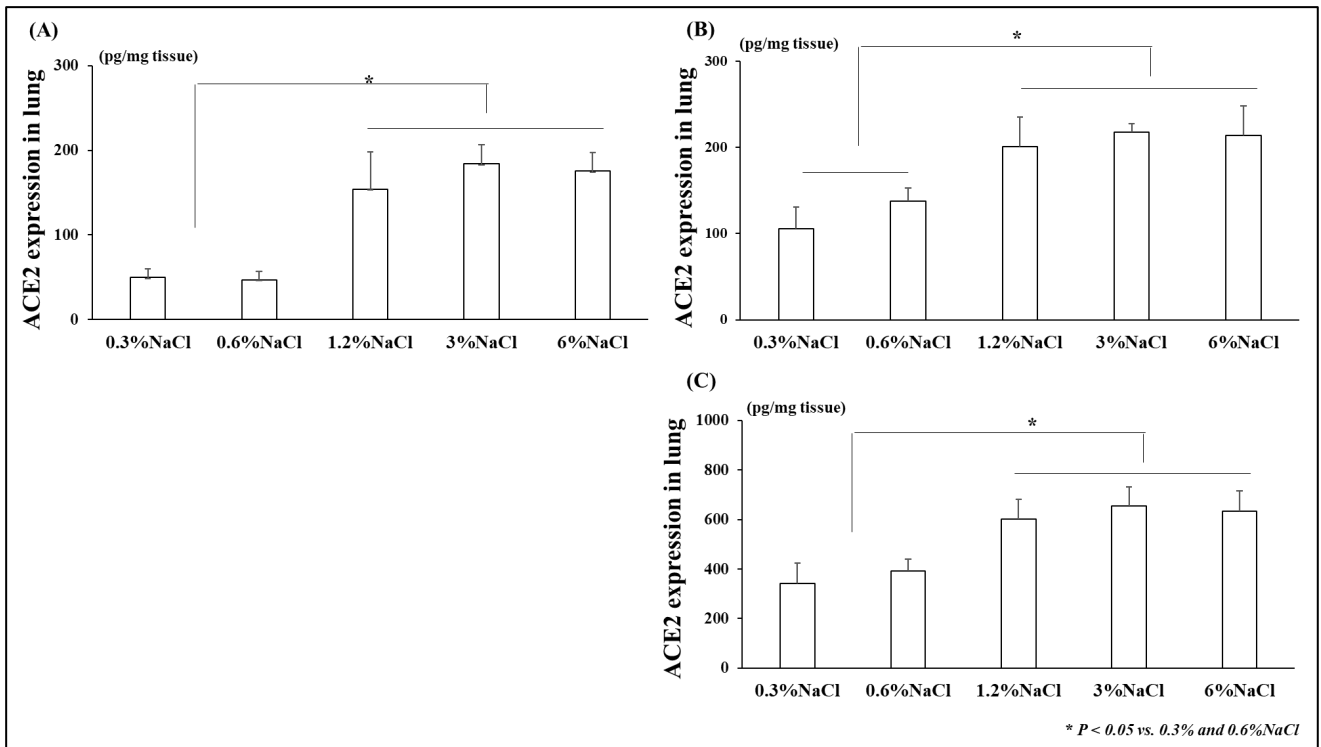 (A)
(pg/mg tissue)
ACE2 expression in lung
300
200
100
0
*
0.3%NaCl 0.6%NaCl 1.2%NaCl 3%NaCl 6%NaCl
(B)
(pg/mg tissue)
ACE2 expression in lung
300
200
100
0
*
0.3%NaCl 0.6%NaCl 1.2%NaCl 3%NaCl 6%NaCl
(C)
(pg/mg tissue)
ACE2 expression in lung
1000
800
600
400
200
0
*
0.3%NaCl 0.6%NaCl 1.2%NaCl 3%NaCl 6%NaCl
* P < 0.05 vs. 0.3% and 0.6%NaCl